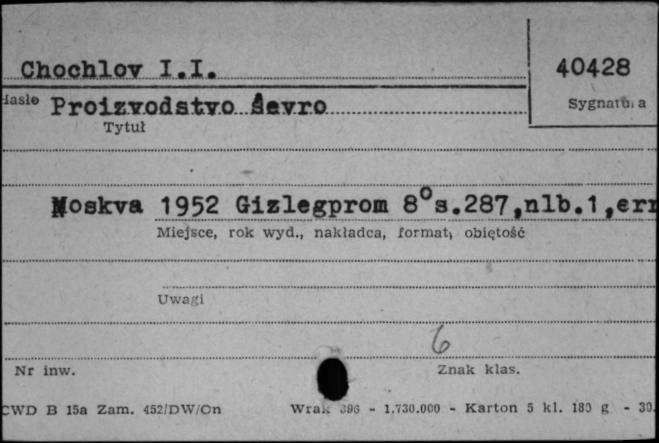 Chochlov I.I.
40428
Hasło Proizvodstvo ševro
Sygnatura
Tytuł
Moskva 1952 Gizlegprom 8° s.287,nlb.1,err
Miejsce, rok wyd., nakładca, format, objętość
Uwagi
6
Nr inw.
Znak klas.
CWD B 15a Zam. 452/DW/On Wrak 396 - 1.730.000 - Karton 5 kl. 180 g - 30.